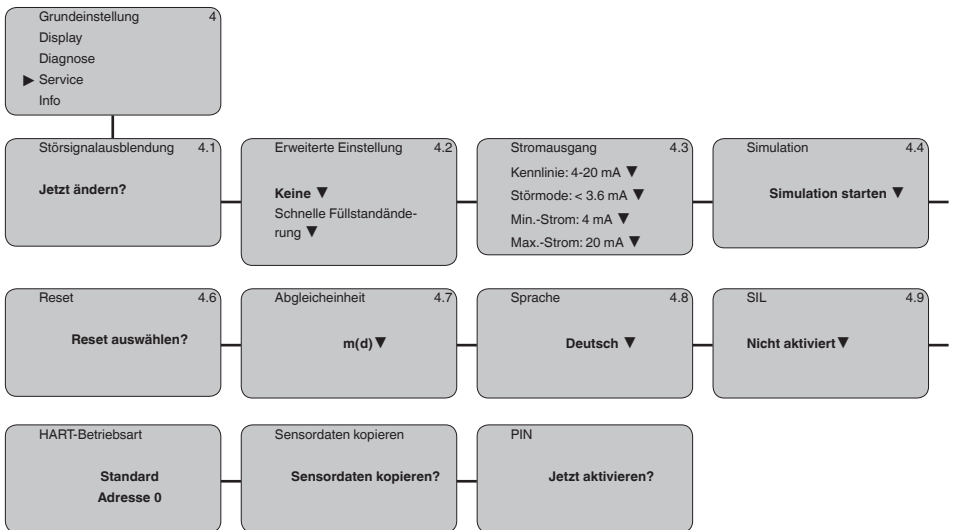 Grundeinstellung 4
Display
Diagnose
▶ Service
Info
Störsignalausblendung 4.1
Jetzt ändern?
Erweiterte Einstellung 4.2
Keine ▼
Schnelle Füllstandände-
rung ▼
Stromausgang 4.3
Kennlinie: 4-20 mA ▼
Störmode: < 3.6 mA ▼
Min.-Strom: 4 mA ▼
Max.-Strom: 20 mA ▼
Simulation 4.4
Simulation starten ▼
Reset 4.6
Reset auswählen?
Abgleicheinheit 4.7
m(d) ▼
Sprache 4.8
Deutsch ▼
SIL 4.9
Nicht aktiviert ▼
HART-Betriebsart
Standard
Adresse 0
Sensordaten kopieren
Sensordaten kopieren?
PIN
Jetzt aktivieren?